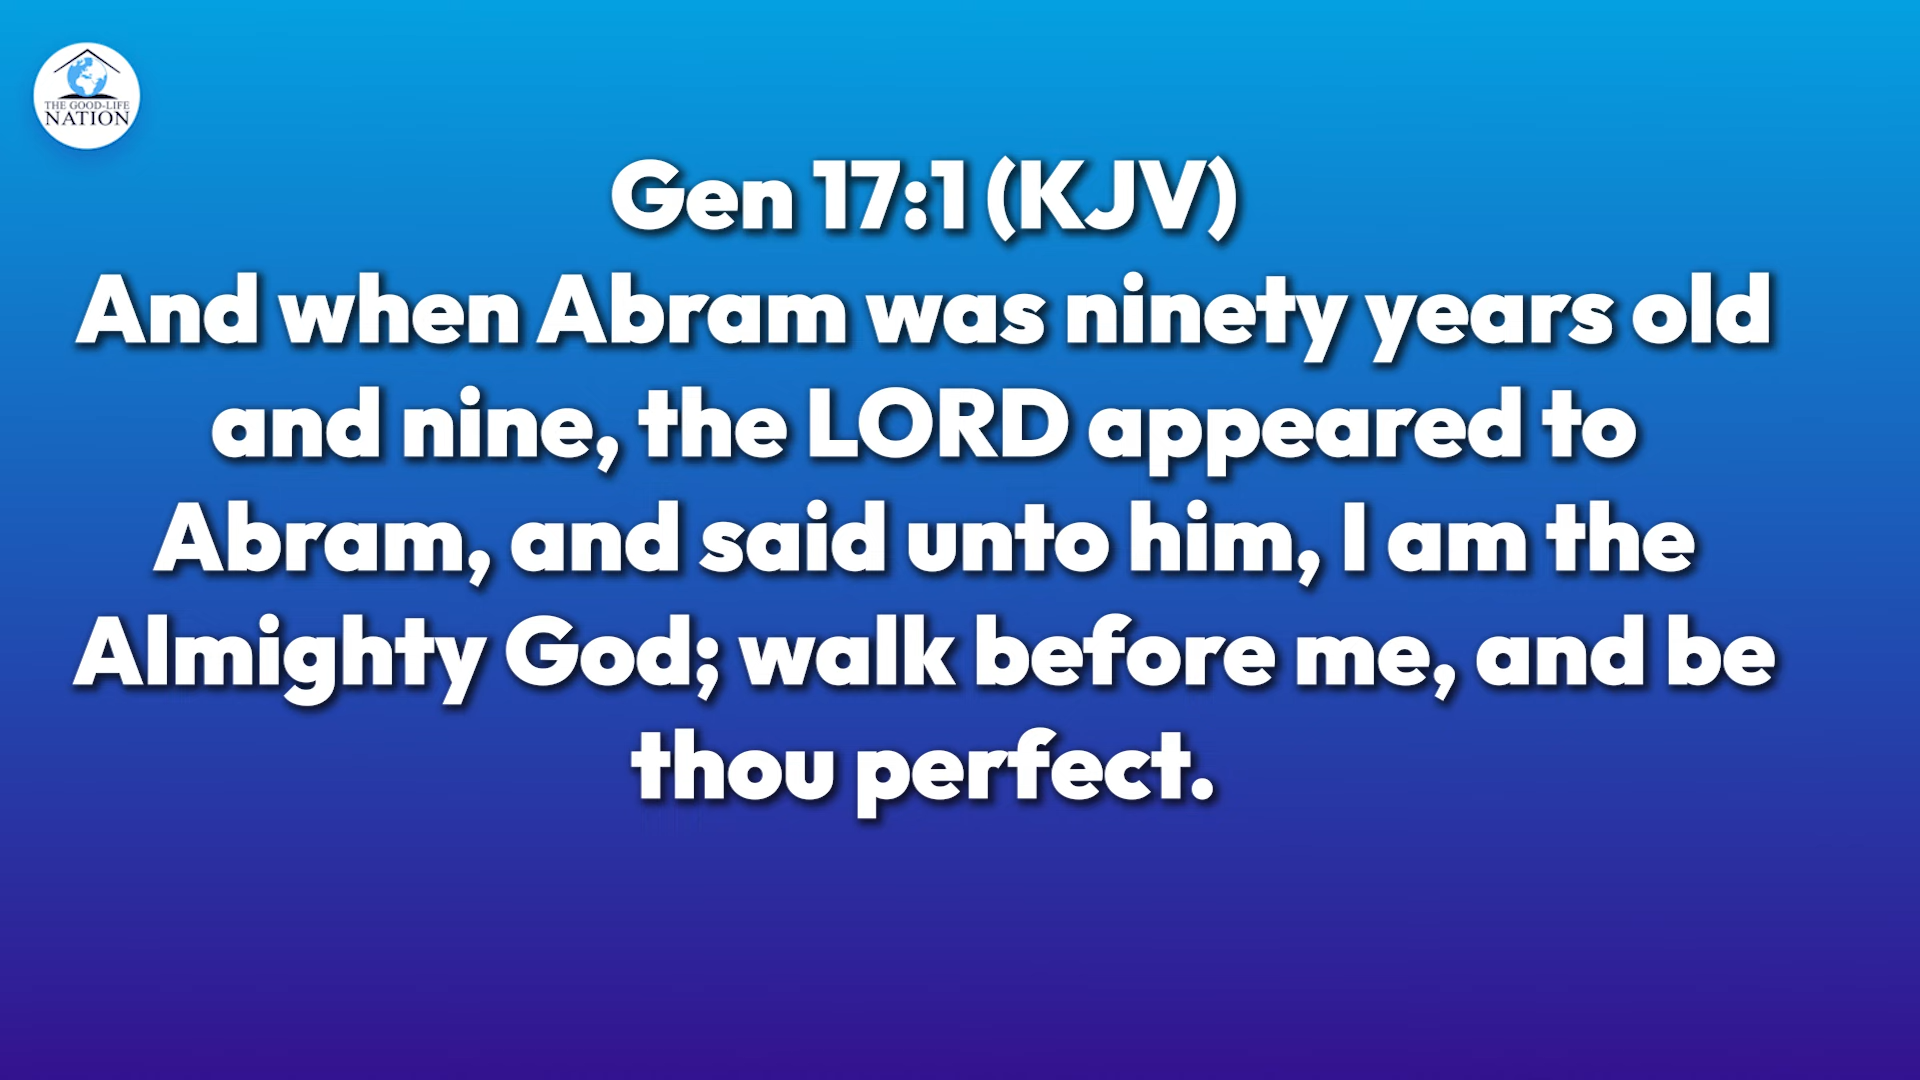 THE GOOD-LIFE
NATION
Gen 17:1 (KJV)
And when Abram was ninety years old
and nine, the LORD appeared to
Abram, and said unto him, I am the
Almighty God; walk before me, and be
thou perfect.